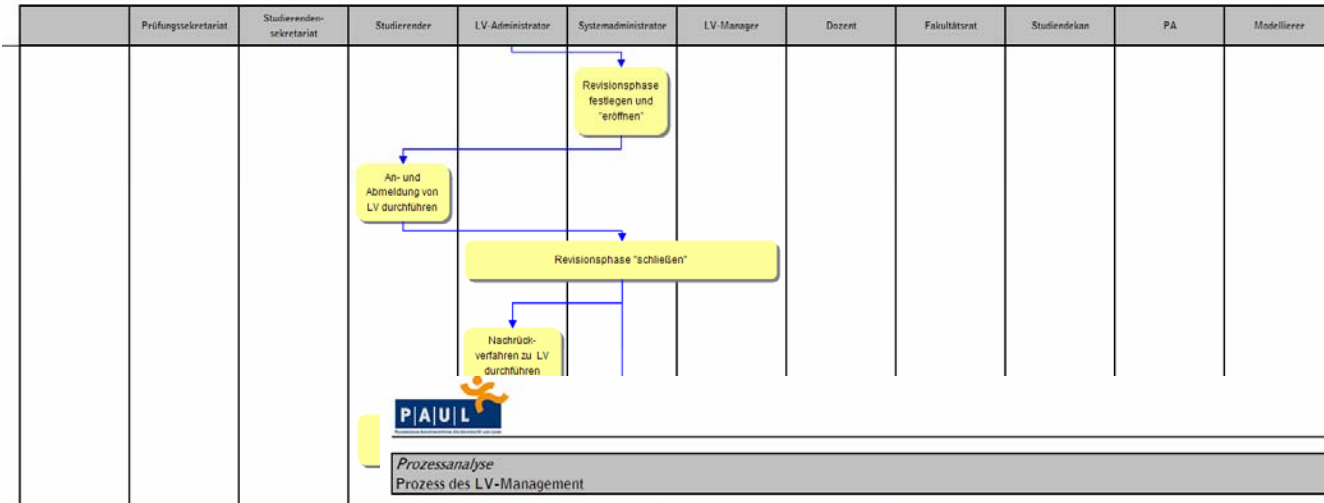 Prüfungssekretariat
Studierenden-
sekretariat
Studierender
LV-Administrator
Systemadministrator
LV-Manager
Dozent
Fakultätsrat
Studiendekan
PA
Modellierer
Revisionsphase
festlegen und
"eröffnen"
An- und
Abmeldung von
LV durchführen
Revisionsphase "schließen"
Nachrück-
verfahren zu LV
durchführen
P|A|U|L
Prozessanalyse
Prozess des LV-Management